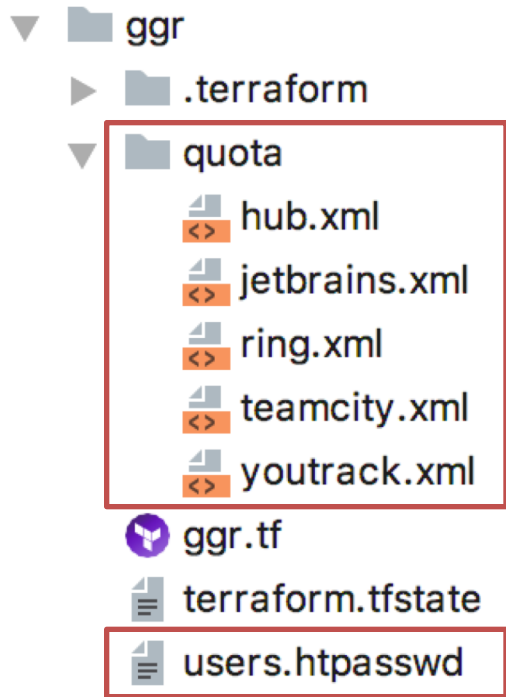 ggr
.terraform
quota
hub.xml
jetbrains.xml
ring.xml
teamcity.xml
youtrack.xml
ggr.tf
terraform.tfstate
users.htpasswd